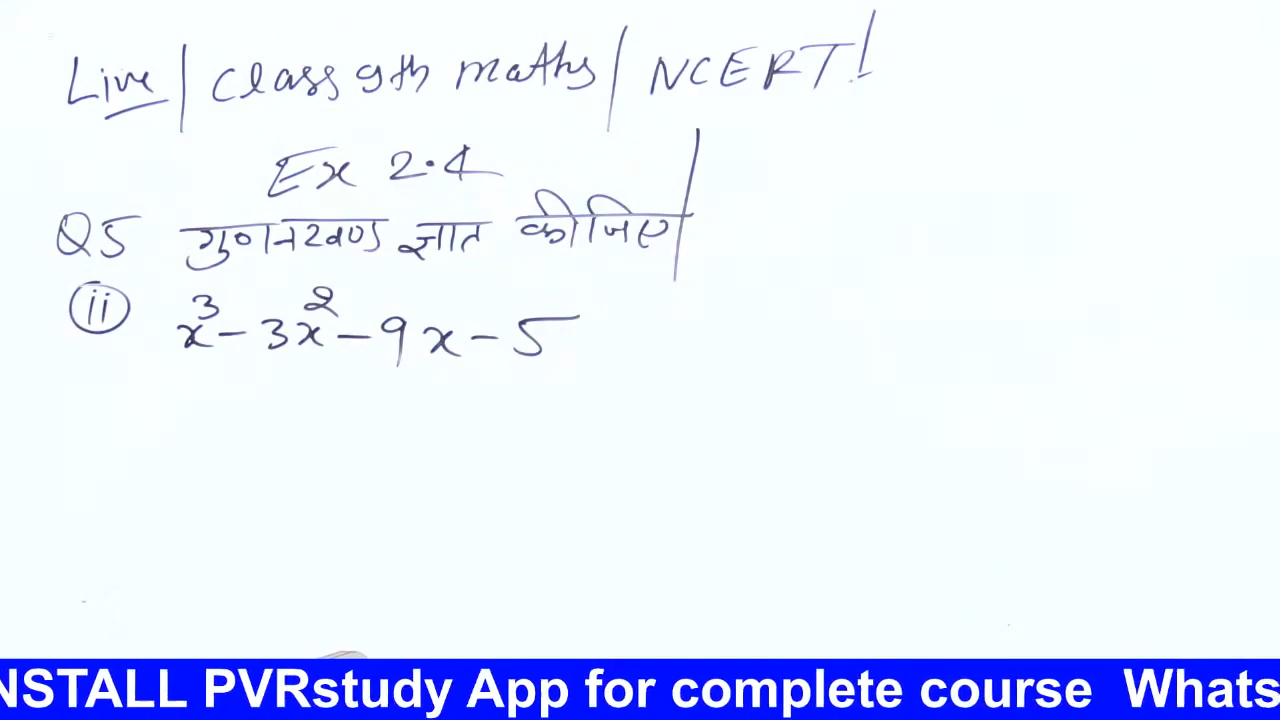 Live / Class 9th maths / NCERT!
Ex 2.4
Q5 गुणनखण्ड ज्ञात कीजिए
(ii) x³ - 3x² - 9x - 5
NSTALL PVRstudy App for complete course Whats